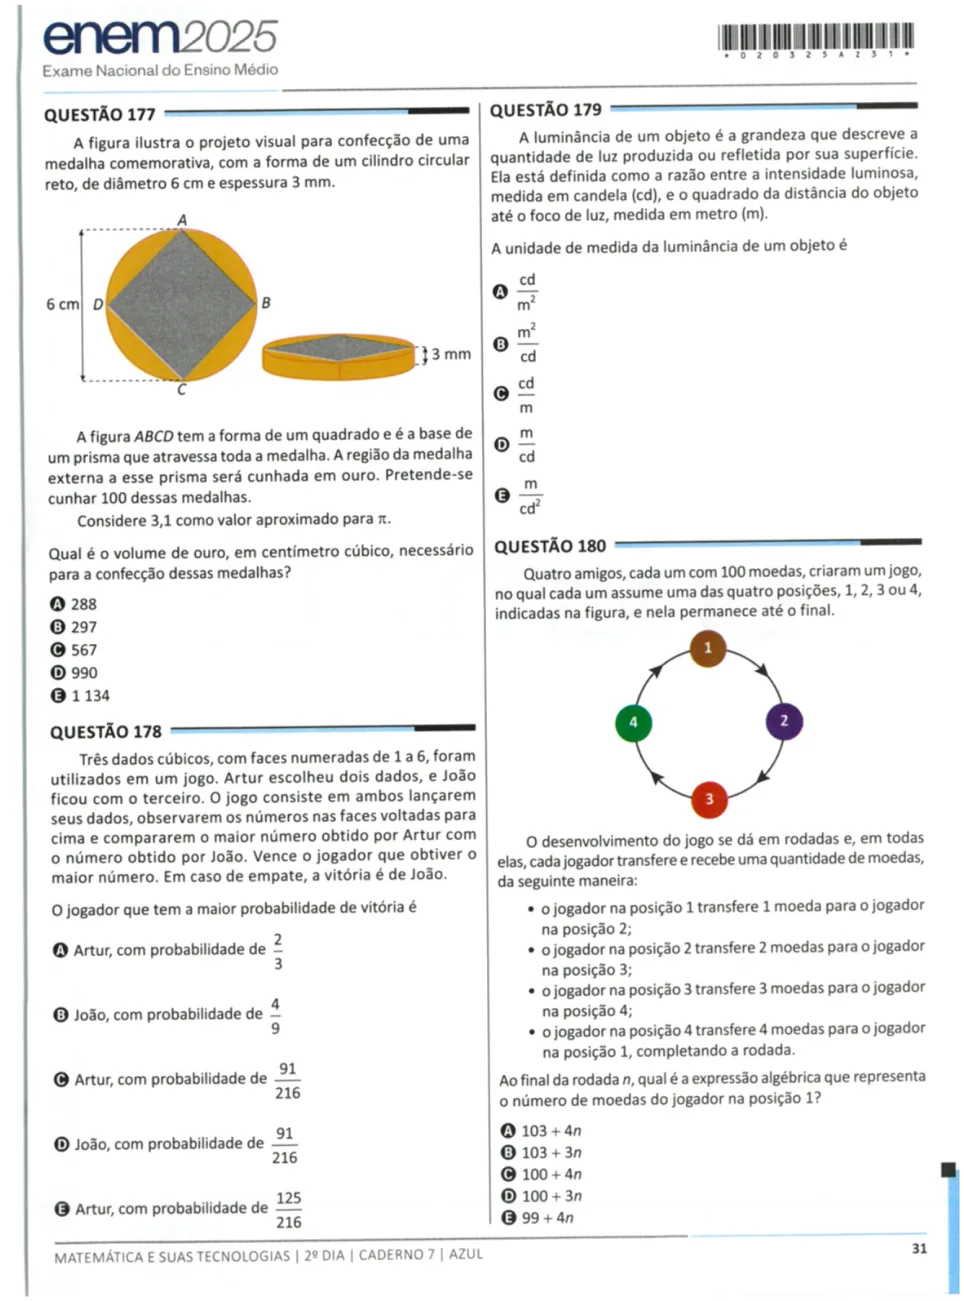 enem2025
Exame Nacional do Ensino Médio
*020325AZ31*
QUESTÃO 177
A figura ilustra o projeto visual para confecção de uma
medalha comemorativa, com a forma de um cilindro circular
reto, de diâmetro 6 cm e espessura 3 mm.
A
6 cm
D
B
3 mm
C
A figura ABCD tem a forma de um quadrado e é a base de
um prisma que atravessa toda a medalha. A região da medalha
externa a esse prisma será cunhada em ouro. Pretende-se
cunhar 100 dessas medalhas.
Considere 3,1 como valor aproximado para π.
Qual é o volume de ouro, em centímetro cúbico, necessário
para a confecção dessas medalhas?
A 288
B 297
C 567
D 990
E 1 134
QUESTÃO 178
Três dados cúbicos, com faces numeradas de 1 a 6, foram
utilizados em um jogo. Artur escolheu dois dados, e João
ficou com o terceiro. O jogo consiste em ambos lançarem
seus dados, observarem os números nas faces voltadas para
cima e compararem o maior número obtido por Artur com
o número obtido por João. Vence o jogador que obtiver o
maior número. Em caso de empate, a vitória é de João.
O jogador que tem a maior probabilidade de vitória é
A Artur, com probabilidade de 2/3
B João, com probabilidade de 4/9
C Artur, com probabilidade de 91/216
D João, com probabilidade de 91/216
E Artur, com probabilidade de 125/216
QUESTÃO 179
A luminância de um objeto é a grandeza que descreve a
quantidade de luz produzida ou refletida por sua superfície.
Ela está definida como a razão entre a intensidade luminosa,
medida em candela (cd), e o quadrado da distância do objeto
até o foco de luz, medida em metro (m).
A unidade de medida da luminância de um objeto é
A cd/m²
B m²/cd
C cd/m
D m/cd
E m/cd²
QUESTÃO 180
Quatro amigos, cada um com 100 moedas, criaram um jogo,
no qual cada um assume uma das quatro posições, 1, 2, 3 ou 4,
indicadas na figura, e nela permanece até o final.
1
4
2
3
O desenvolvimento do jogo se dá em rodadas e, em todas
elas, cada jogador transfere e recebe uma quantidade de moedas,
da seguinte maneira:
• o jogador na posição 1 transfere 1 moeda para o jogador
na posição 2;
• o jogador na posição 2 transfere 2 moedas para o jogador
na posição 3;
• o jogador na posição 3 transfere 3 moedas para o jogador
na posição 4;
• o jogador na posição 4 transfere 4 moedas para o jogador
na posição 1, completando a rodada.
Ao final da rodada n, qual é a expressão algébrica que representa
o número de moedas do jogador na posição 1?
A 103 + 4n
B 103 + 3n
C 100 + 4n
D 100 + 3n
E 99 + 4n
MATEMÁTICA E SUAS TECNOLOGIAS | 2º DIA | CADERNO 7 | AZUL
31